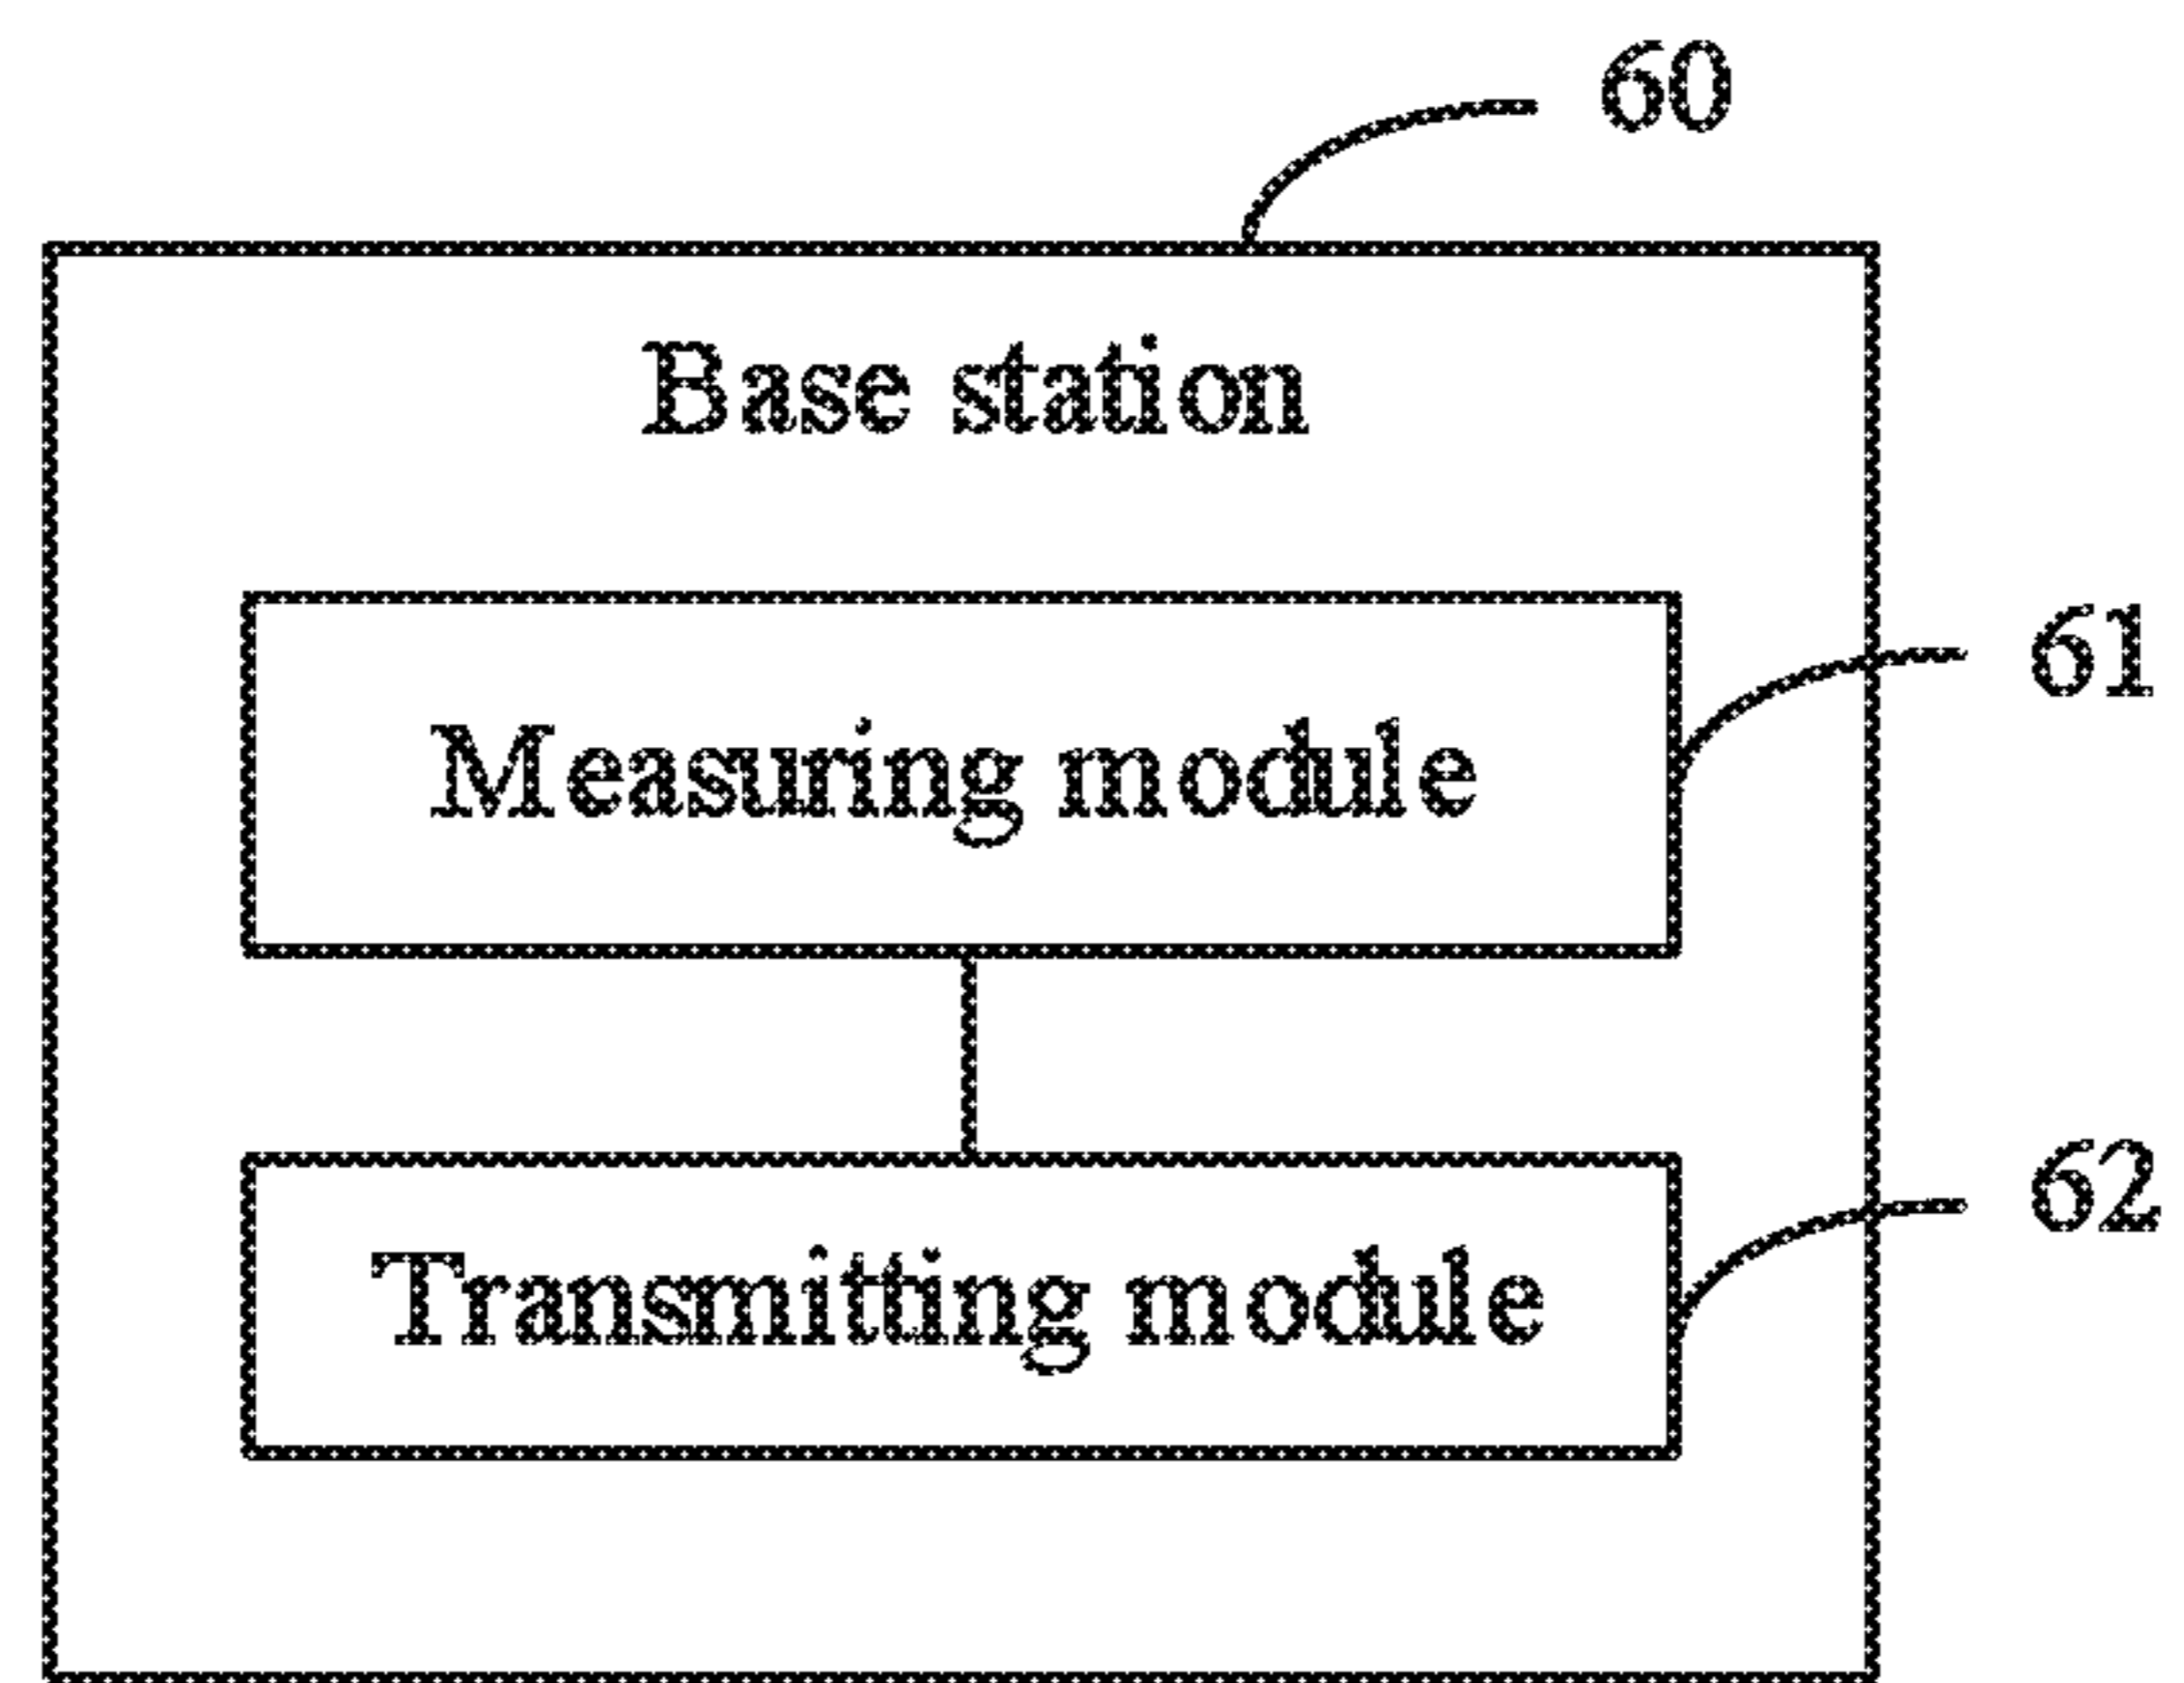 60
Base station
61
Measuring module
62
Transmitting module